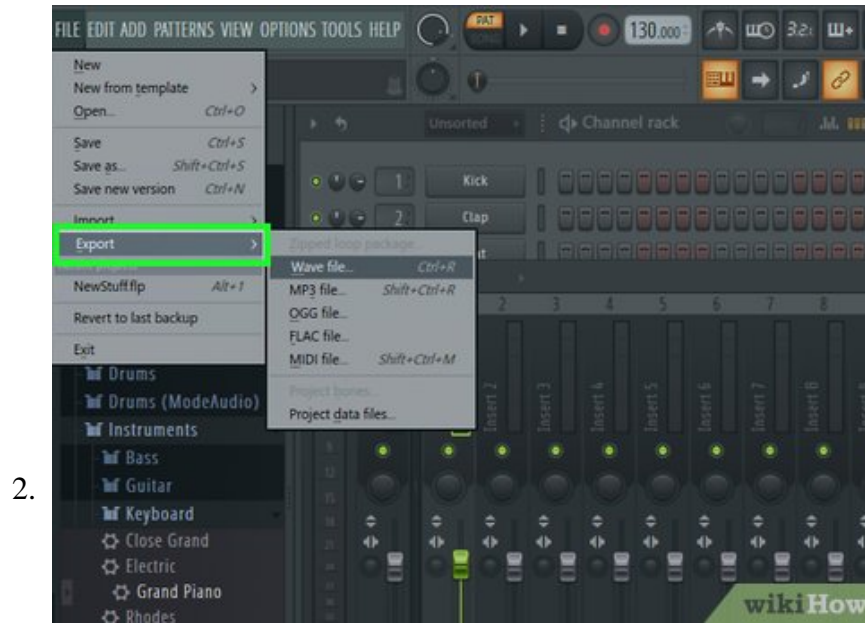 FILE EDIT ADD PATTERNS VIEW OPTIONS TOOLS HELP
PAT
130.000
3 2 1
New
New from template
Open... Ctrl+O
Save Ctrl+S
Save as... Shift+Ctrl+S
Save new version Ctrl+N
Import
Export
NewStuff.flp Alt+1
Revert to last backup
Exit
Zipped loop package...
Wave file... Ctrl+R
MP3 file... Shift+Ctrl+R
OGG file...
FLAC file...
MIDI file... Shift+Ctrl+M
Project bones...
Project data files...
Unsorted
Channel rack
1 Kick
2 Clap
2 3 4 5 6 7 8
Insert 2
Insert 3
Insert 4
Insert 5
Insert 6
Insert 7
Insert 8
Drums
Drums (ModeAudio)
Instruments
Bass
Guitar
Keyboard
Close Grand
Electric
Grand Piano
Rhodes
2.
wikiHow